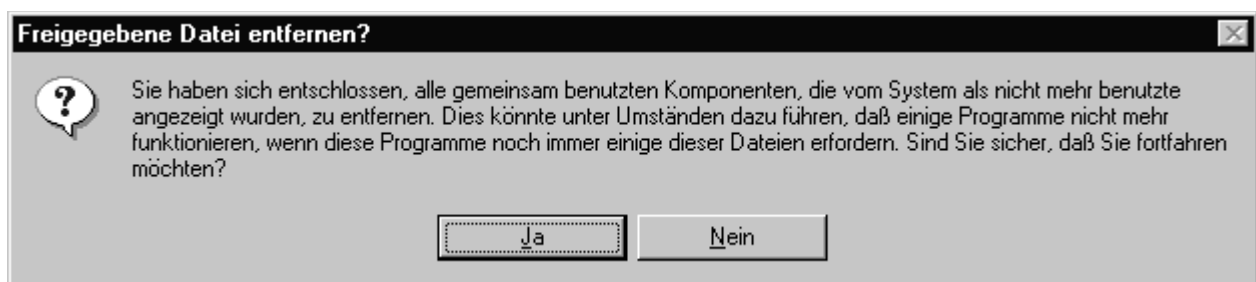 Freigegebene Datei entfernen?
Sie haben sich entschlossen, alle gemeinsam benutzten Komponenten, die vom System als nicht mehr benutzte
angezeigt wurden, zu entfernen. Dies könnte unter Umständen dazu führen, daß einige Programme nicht mehr
funktionieren, wenn diese Programme noch immer einige dieser Dateien erfordern. Sind Sie sicher, daß Sie fortfahren
möchten?
Ja Nein